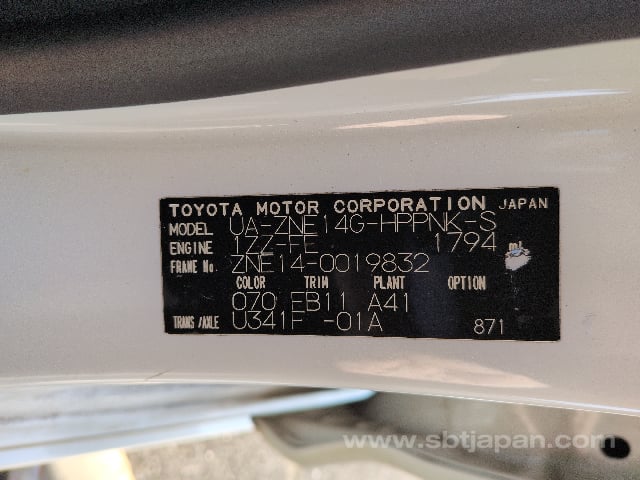 TOYOTA MOTOR CORPORATION JAPAN
MODEL UA-ZNE14G-HPPNK-S
ENGINE 1ZZ-FE 1794 ml
FRAME No. ZNE14-0019832
COLOR TRIM PLANT OPTION
070 EB11 A41
TRANS/AXLE U341F -01A 871
www.sbtjapan.com